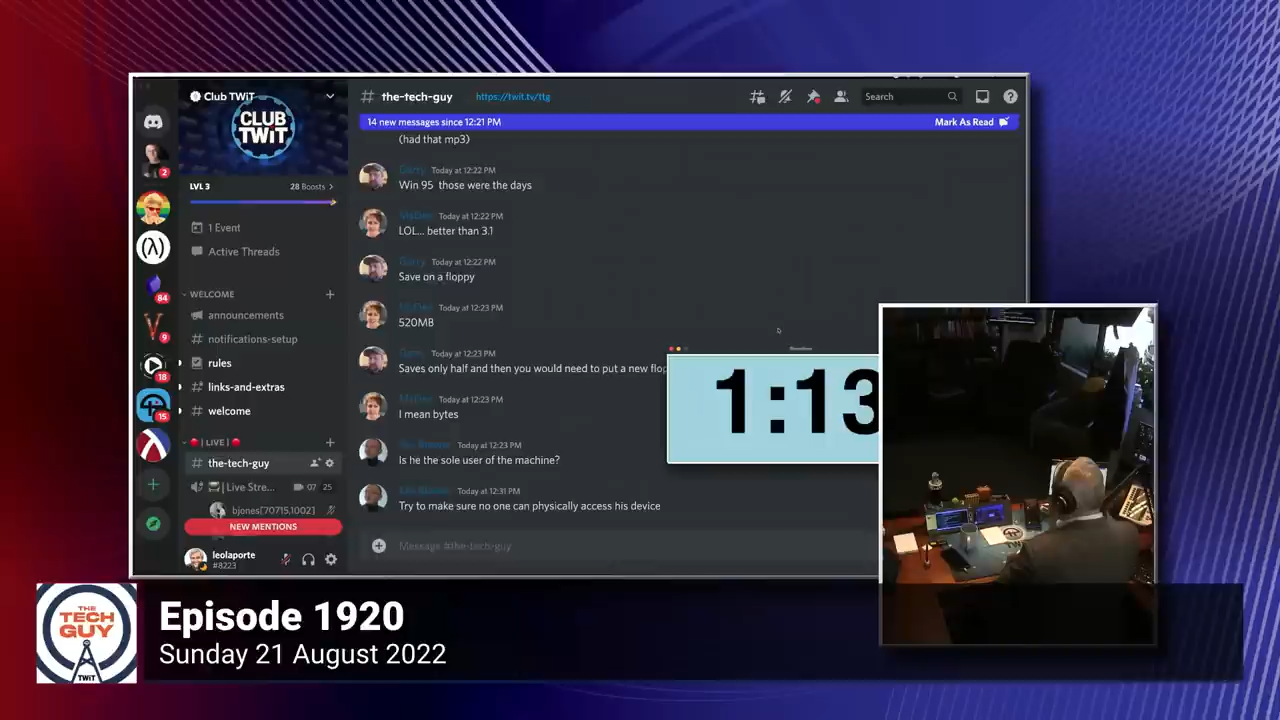 Club TWiT
CLUB
TWiT
LVL 3
28 Boosts
1 Event
Active Threads
WELCOME
announcements
notifications-setup
rules
links-and-extras
welcome
LIVE
the-tech-guy
Live Stre...
07 25
bjones[70715,1002]
NEW MENTIONS
leolaporte
#8223
2
84
9
18
15
# the-tech-guy
https://twit.tv/ttg
Search
14 new messages since 12:21 PM
Mark As Read
(had that mp3)
Today at 12:22 PM
Win 95 those were the days
Today at 12:22 PM
LOL... better than 3.1
Today at 12:22 PM
Save on a floppy
Today at 12:23 PM
520MB
Today at 12:23 PM
Saves only half and then you would need to put a new flop
Today at 12:23 PM
I mean bytes
Today at 12:23 PM
Is he the sole user of the machine?
Today at 12:31 PM
Try to make sure no one can physically access his device
Message #the-tech-guy
1:13
THE
TECH
GUY
TWiT
Episode 1920
Sunday 21 August 2022